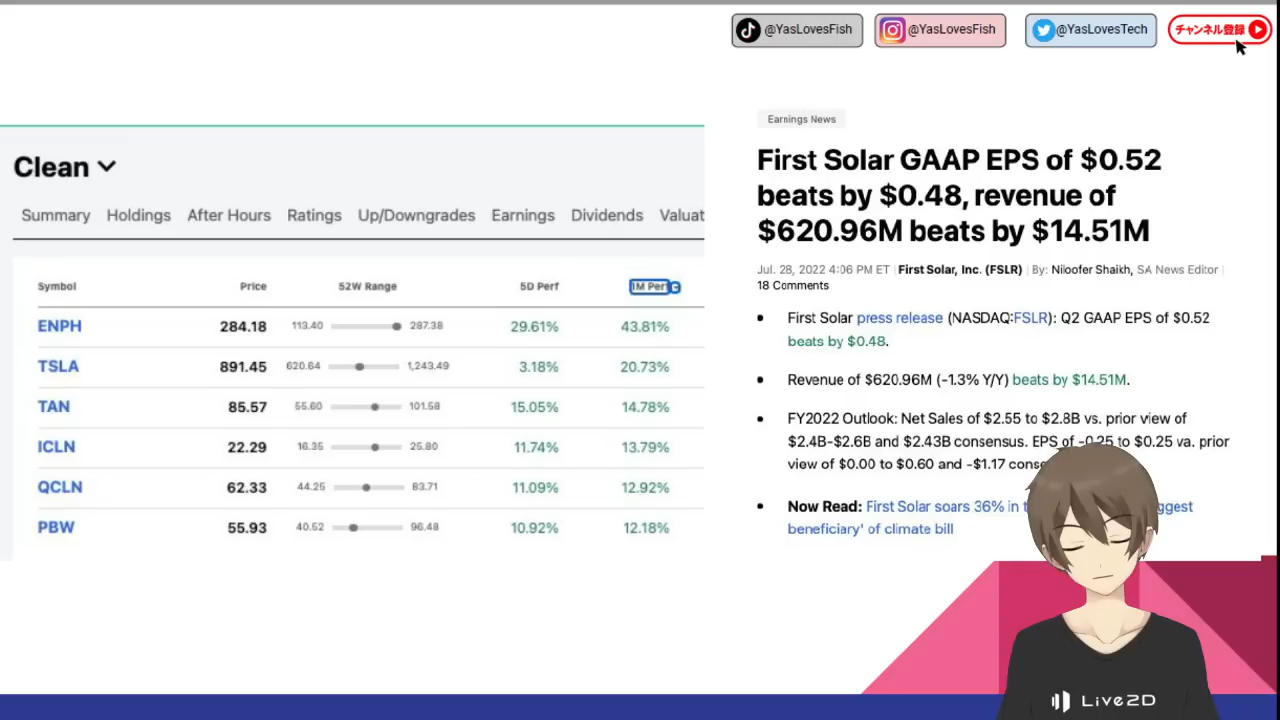 @YasLovesFish
@YasLovesFish
@YasLovesTech
チャンネル登録
Clean
Summary Holdings After Hours Ratings Up/Downgrades Earnings Dividends Valuat
Symbol Price 52W Range 5D Perf 1M Perf
ENPH 284.18 113.40 287.38 29.61% 43.81%
TSLA 891.45 620.64 1,243.49 3.18% 20.73%
TAN 85.57 55.60 101.58 15.05% 14.78%
ICLN 22.29 16.35 25.80 11.74% 13.79%
QCLN 62.33 44.25 83.71 11.09% 12.92%
PBW 55.93 40.52 96.48 10.92% 12.18%
Earnings News
First Solar GAAP EPS of $0.52
beats by $0.48, revenue of
$620.96M beats by $14.51M
Jul. 28, 2022 4:06 PM ET | First Solar, Inc. (FSLR) | By: Niloofer Shaikh, SA News Editor |
18 Comments
• First Solar press release (NASDAQ:FSLR): Q2 GAAP EPS of $0.52
beats by $0.48.
• Revenue of $620.96M (-1.3% Y/Y) beats by $14.51M.
• FY2022 Outlook: Net Sales of $2.55 to $2.8B vs. prior view of
$2.4B-$2.6B and $2.43B consensus. EPS of -0.25 to $0.25 va. prior
view of $0.00 to $0.60 and -$1.17
• Now Read: First Solar soars 36% in
beneficiary' of climate bill
Live2D